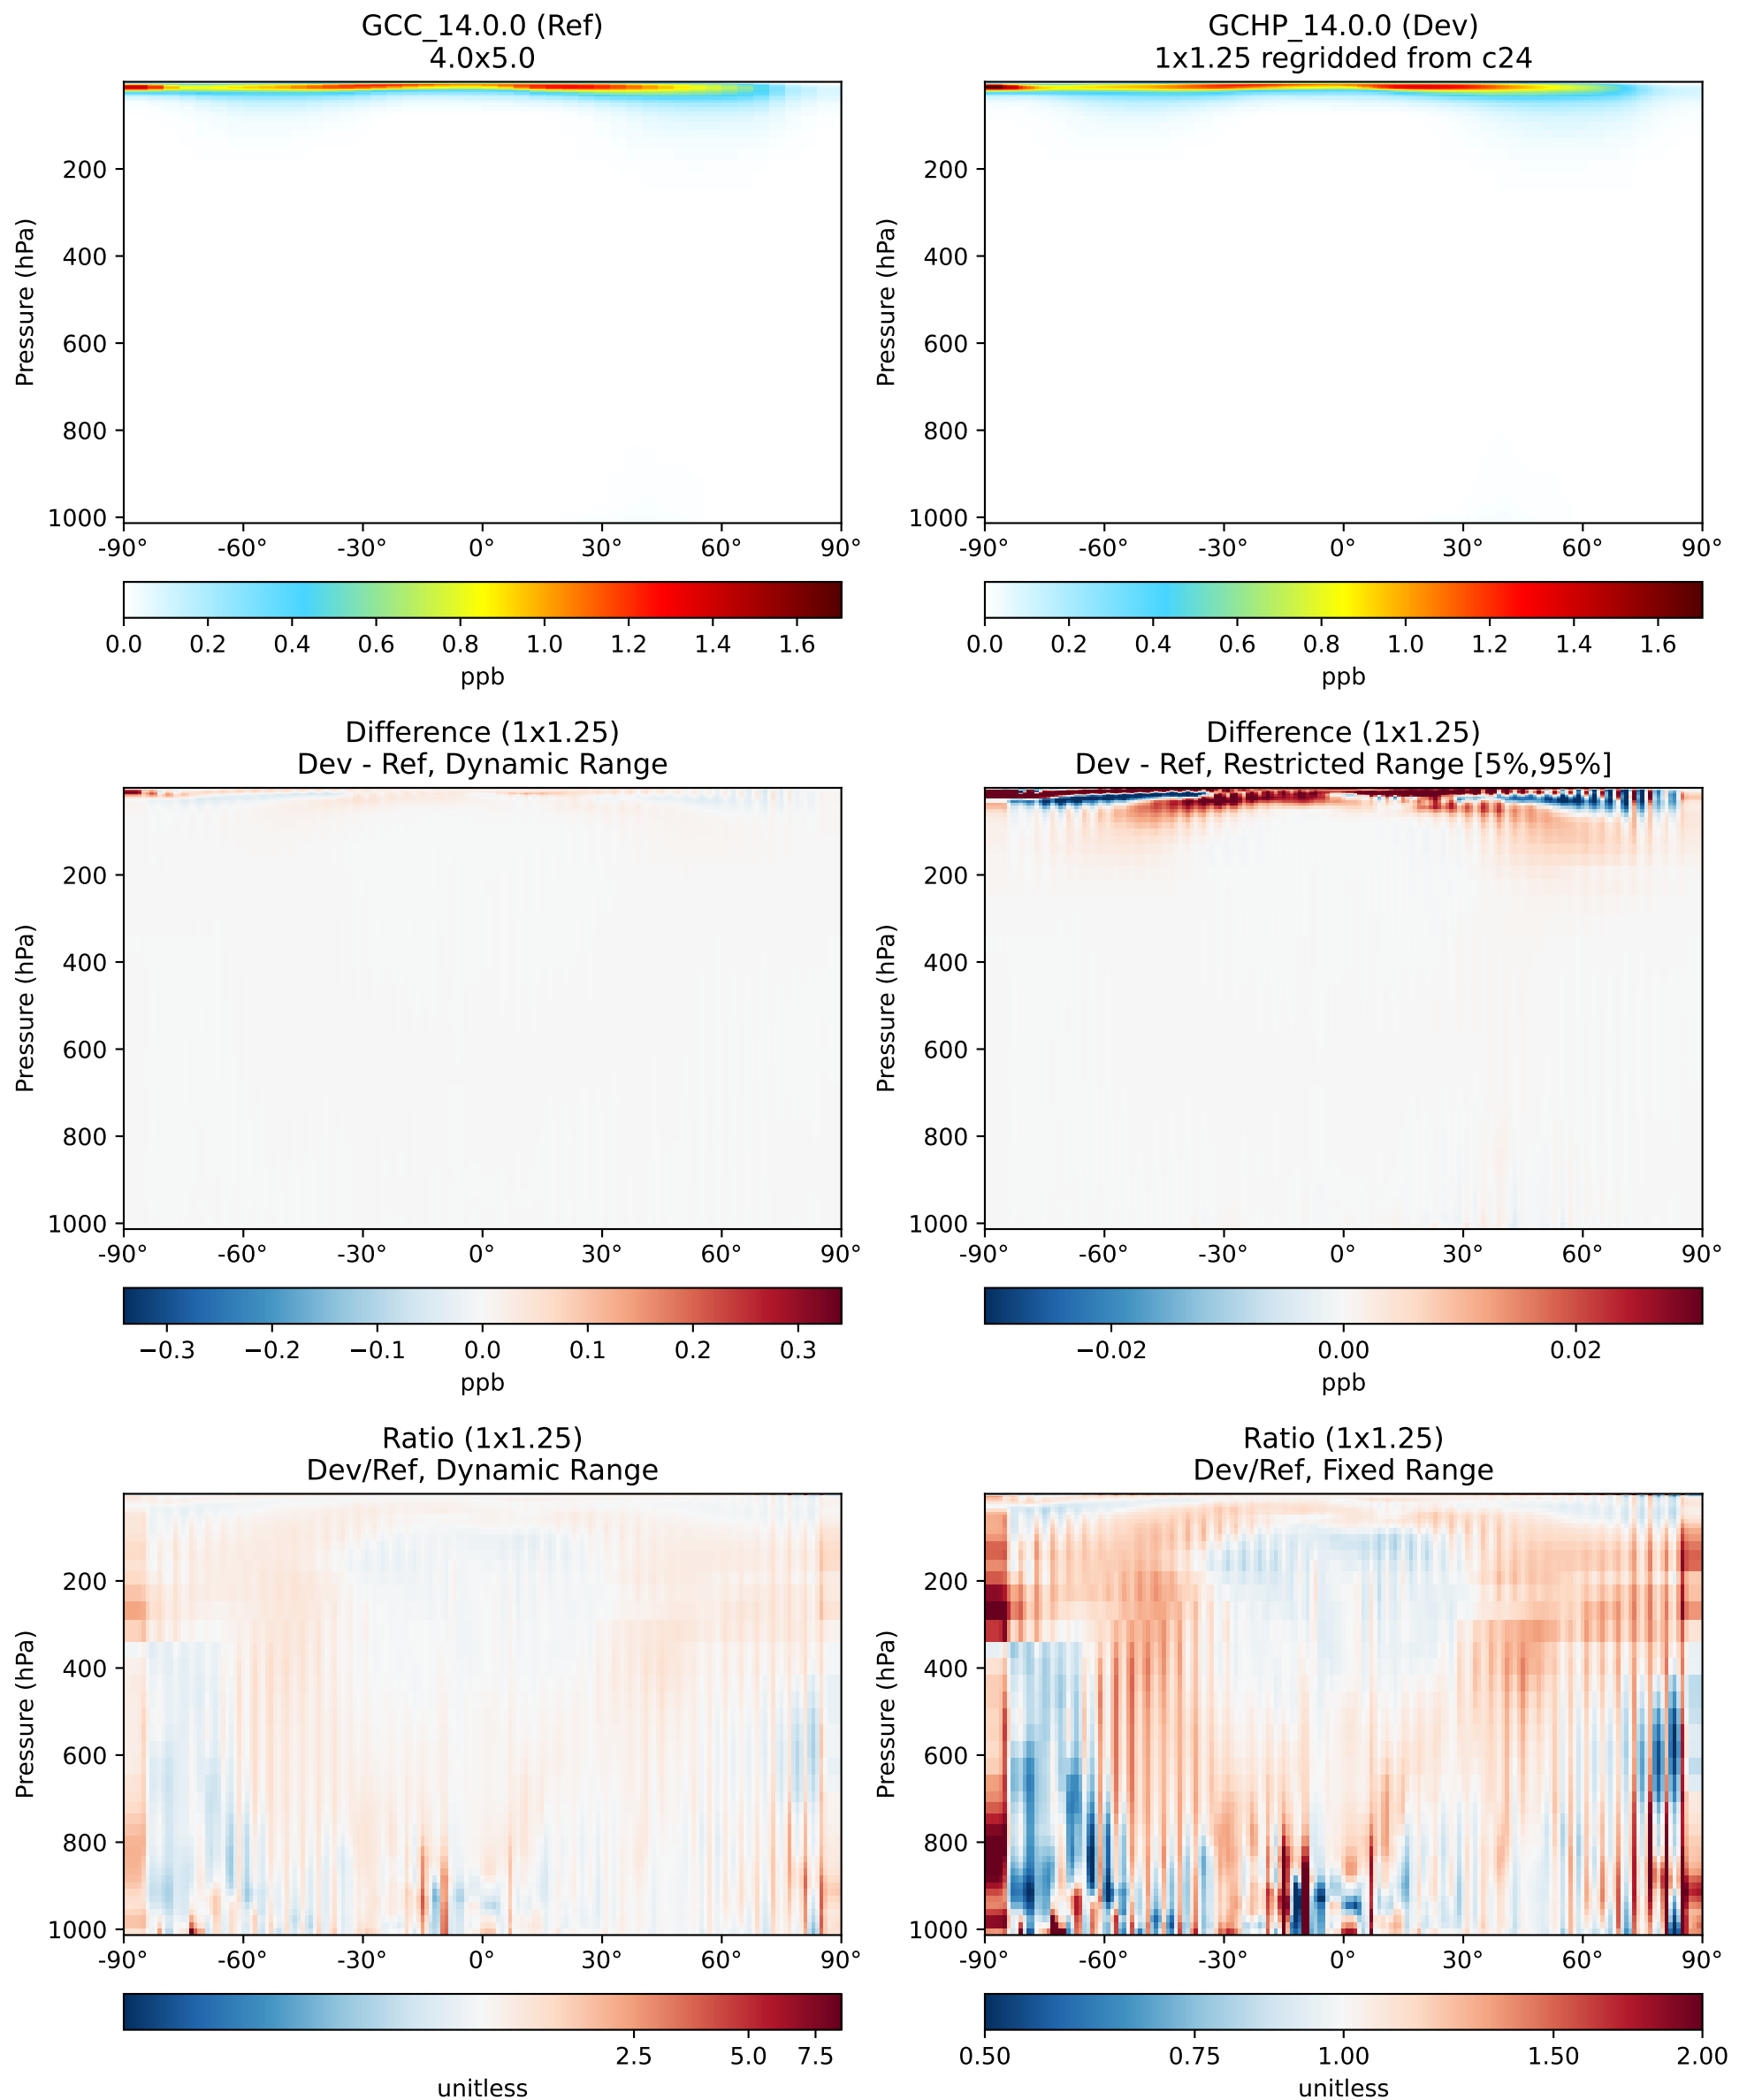 GCC_14.0.0 (Ref)
4.0x5.0
Pressure (hPa)
200
400
600
800
1000
-90° -60° -30° 0° 30° 60° 90°
0.0 0.2 0.4 0.6 0.8 1.0 1.2 1.4 1.6
ppb
GCHP_14.0.0 (Dev)
1x1.25 regridded from c24
Pressure (hPa)
200
400
600
800
1000
-90° -60° -30° 0° 30° 60° 90°
0.0 0.2 0.4 0.6 0.8 1.0 1.2 1.4 1.6
ppb
Difference (1x1.25)
Dev - Ref, Dynamic Range
Pressure (hPa)
200
400
600
800
1000
-90° -60° -30° 0° 30° 60° 90°
−0.3 −0.2 −0.1 0.0 0.1 0.2 0.3
ppb
Difference (1x1.25)
Dev - Ref, Restricted Range [5%,95%]
Pressure (hPa)
200
400
600
800
1000
-90° -60° -30° 0° 30° 60° 90°
−0.02 0.00 0.02
ppb
Ratio (1x1.25)
Dev/Ref, Dynamic Range
Pressure (hPa)
200
400
600
800
1000
-90° -60° -30° 0° 30° 60° 90°
2.5 5.0 7.5
unitless
Ratio (1x1.25)
Dev/Ref, Fixed Range
Pressure (hPa)
200
400
600
800
1000
-90° -60° -30° 0° 30° 60° 90°
0.50 0.75 1.00 1.50 2.00
unitless